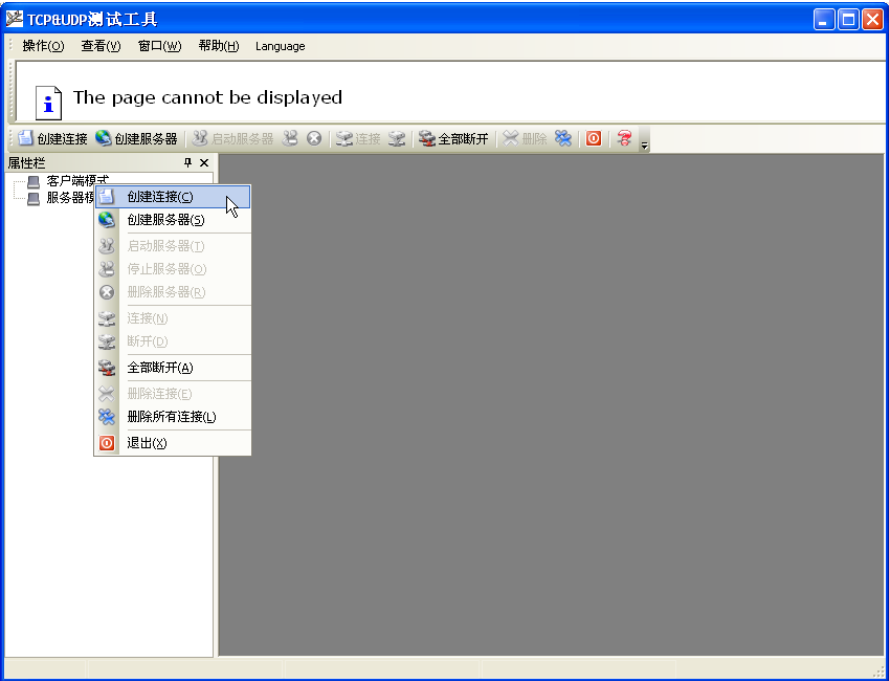 TCP&UDP测试工具
操作(O) 查看(V) 窗口(W) 帮助(H) Language
The page cannot be displayed
创建连接 创建服务器 启动服务器 连接 全部断开 删除
属性栏
客户端模式
服务器模
创建连接(C)
创建服务器(S)
启动服务器(T)
停止服务器(O)
删除服务器(R)
连接(N)
断开(D)
全部断开(A)
删除连接(E)
删除所有连接(L)
退出(X)